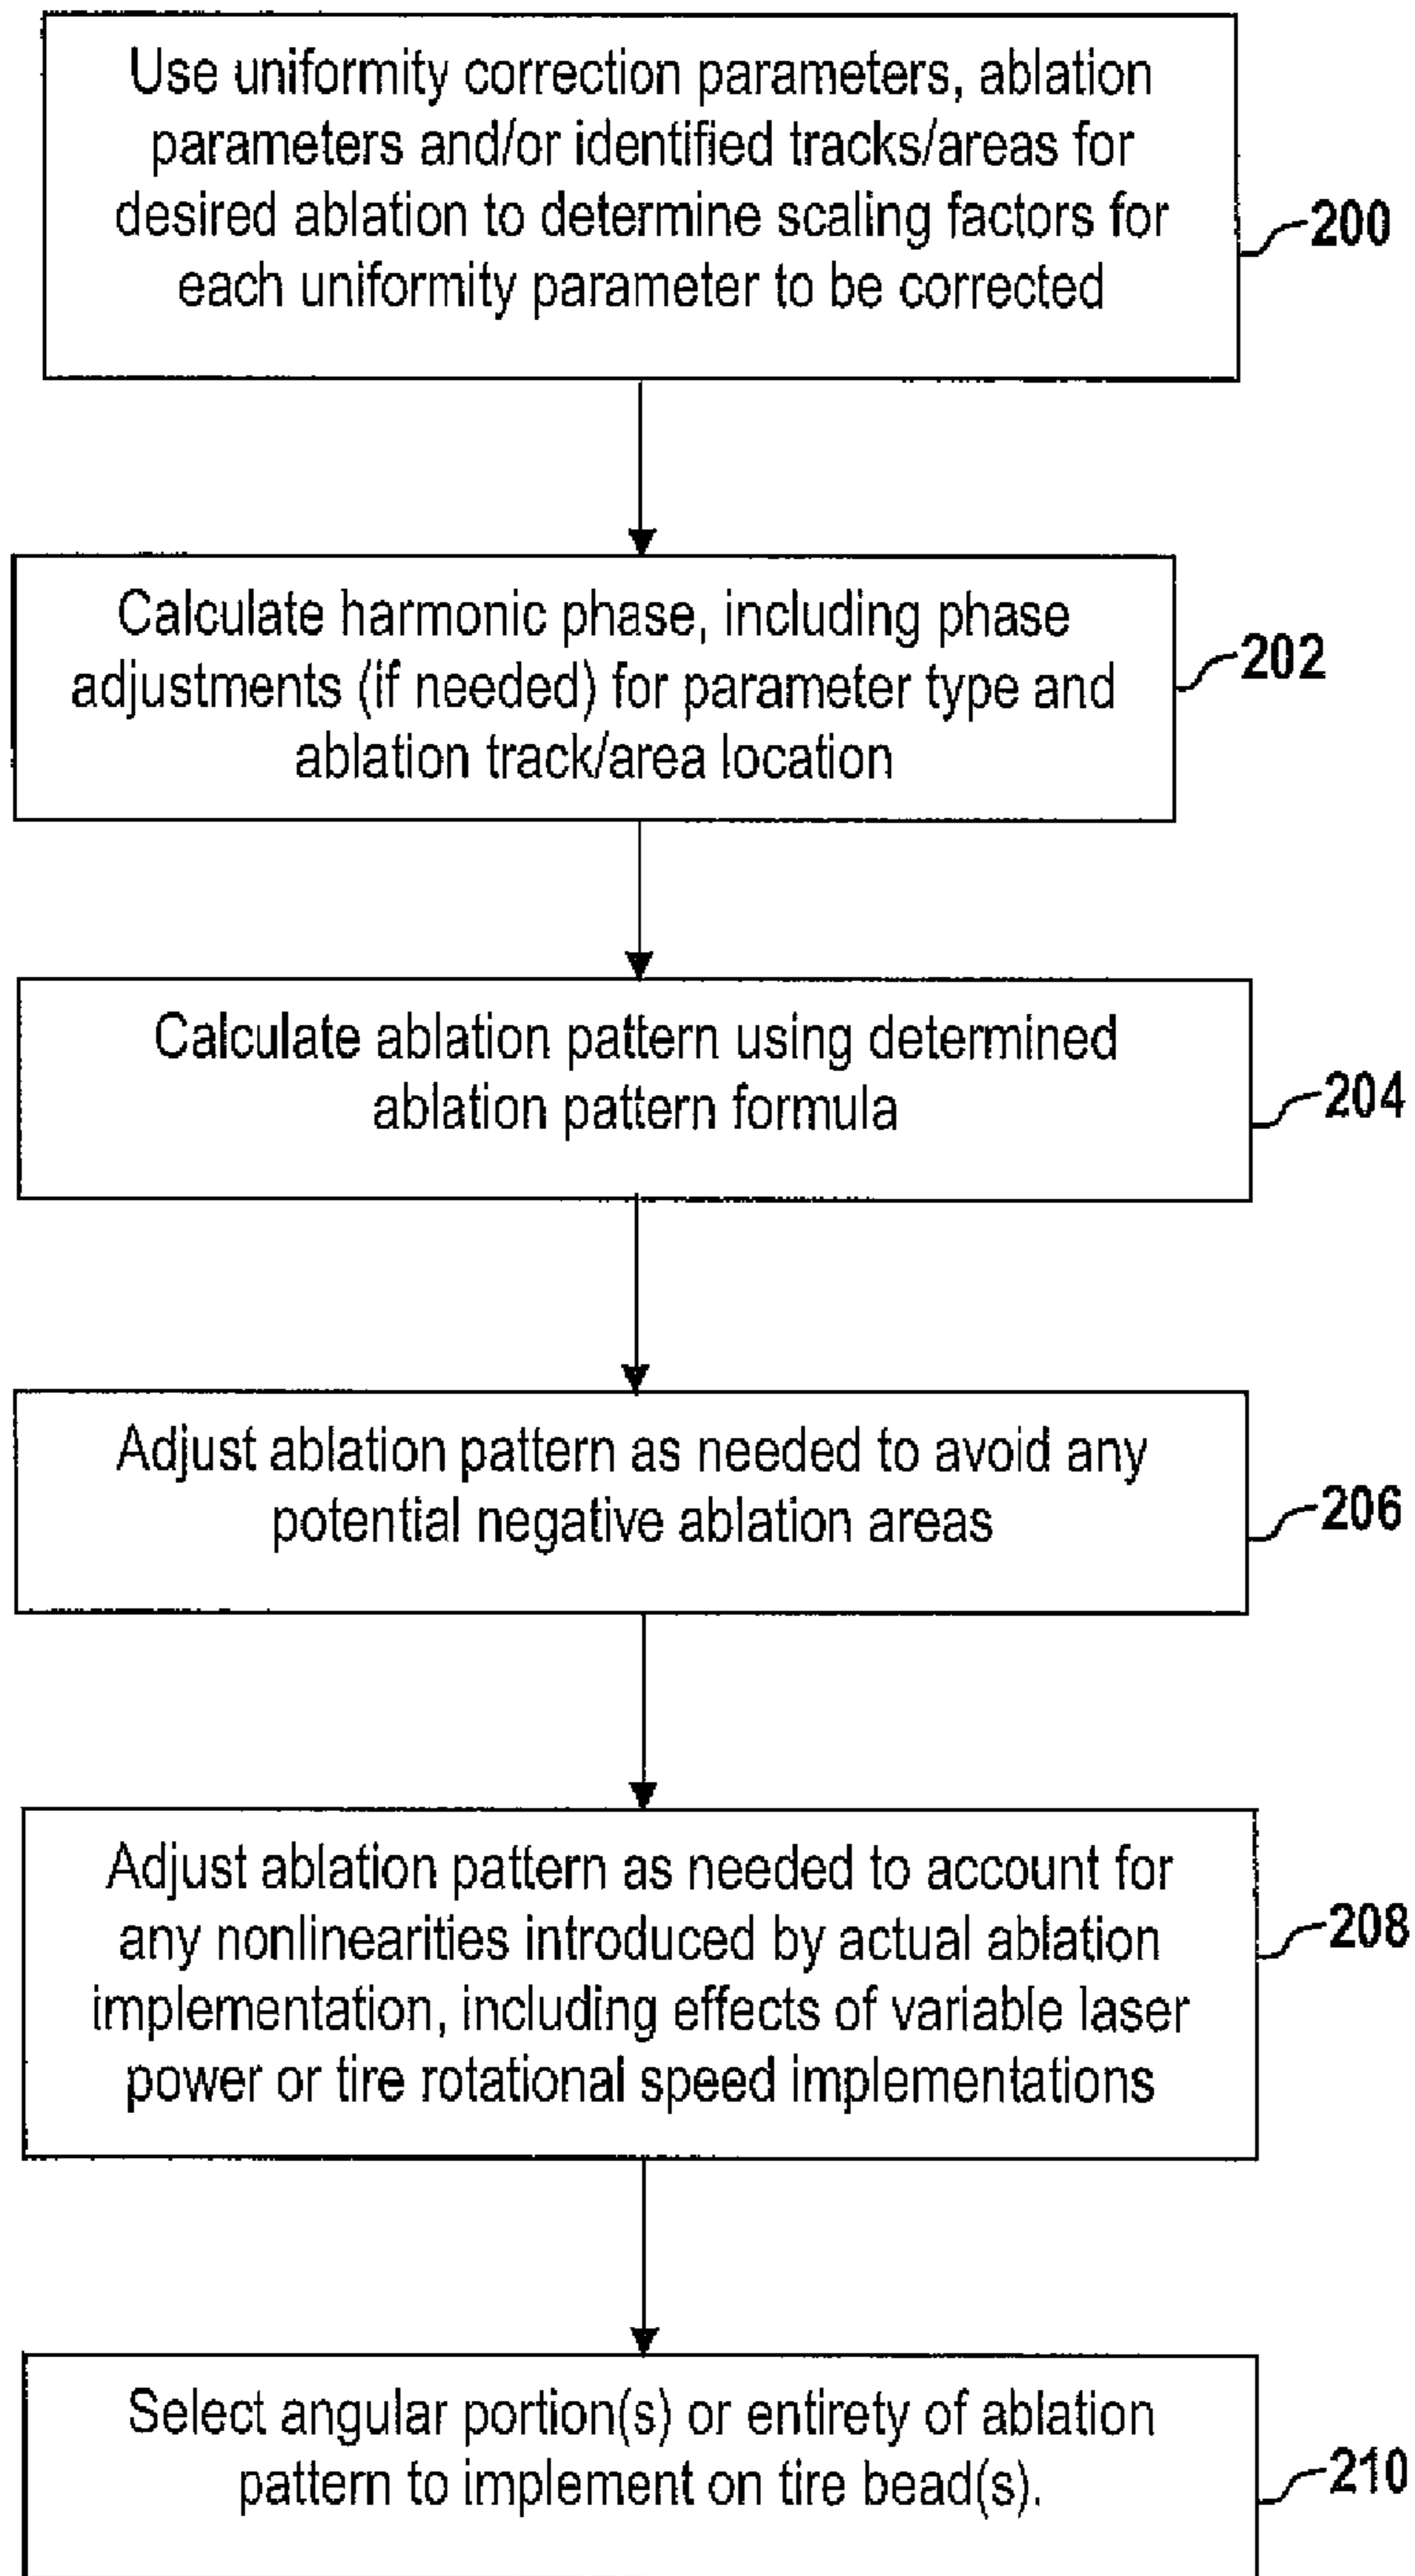 Use uniformity correction parameters, ablation
parameters and/or identified tracks/areas for
desired ablation to determine scaling factors for
each uniformity parameter to be corrected
200
Calculate harmonic phase, including phase
adjustments (if needed) for parameter type and
ablation track/area location
202
Calculate ablation pattern using determined
ablation pattern formula
204
Adjust ablation pattern as needed to avoid any
potential negative ablation areas
206
Adjust ablation pattern as needed to account for
any nonlinearities introduced by actual ablation
implementation, including effects of variable laser
power or tire rotational speed implementations
208
Select angular portion(s) or entirety of ablation
pattern to implement on tire bead(s).
210